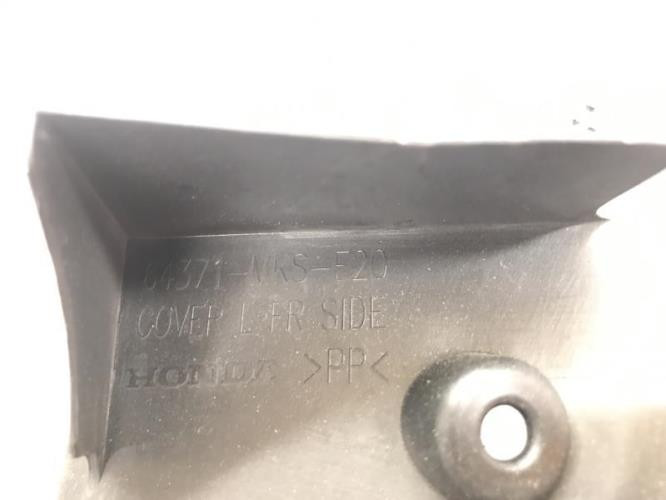 64371-MKS-E20
COVER L FR SIDE
HONDA >PP<